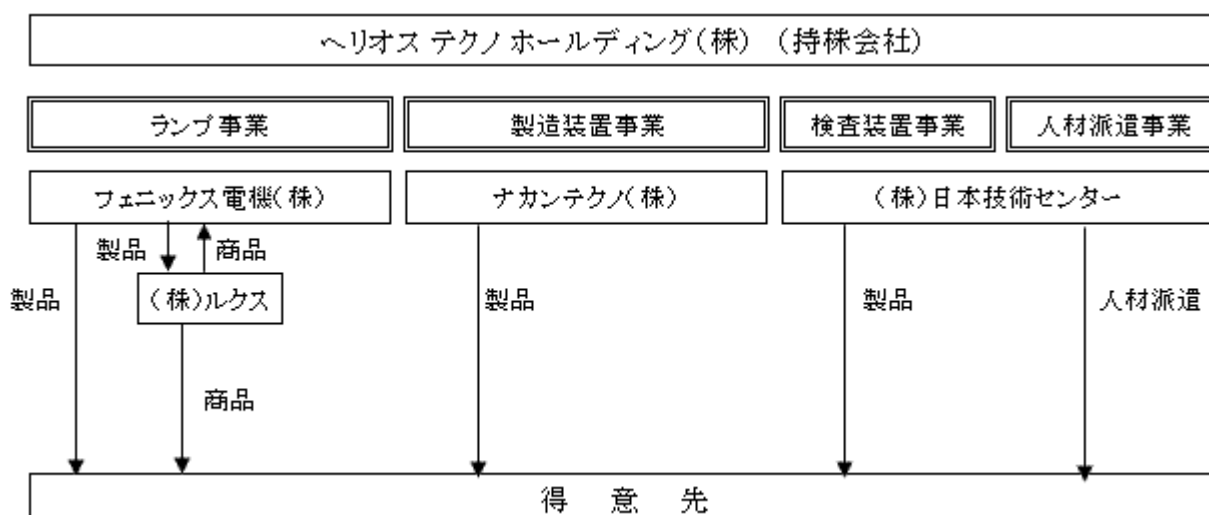 ヘリオス テクノ ホールディング(株) (持株会社)
ランプ事業
製造装置事業
検査装置事業
人材派遣事業
フェニックス電機(株)
ナカンテクノ(株)
(株)日本技術センター
製品
商品
(株)ルクス
製品
製品
製品
人材派遣
商品
得 意 先